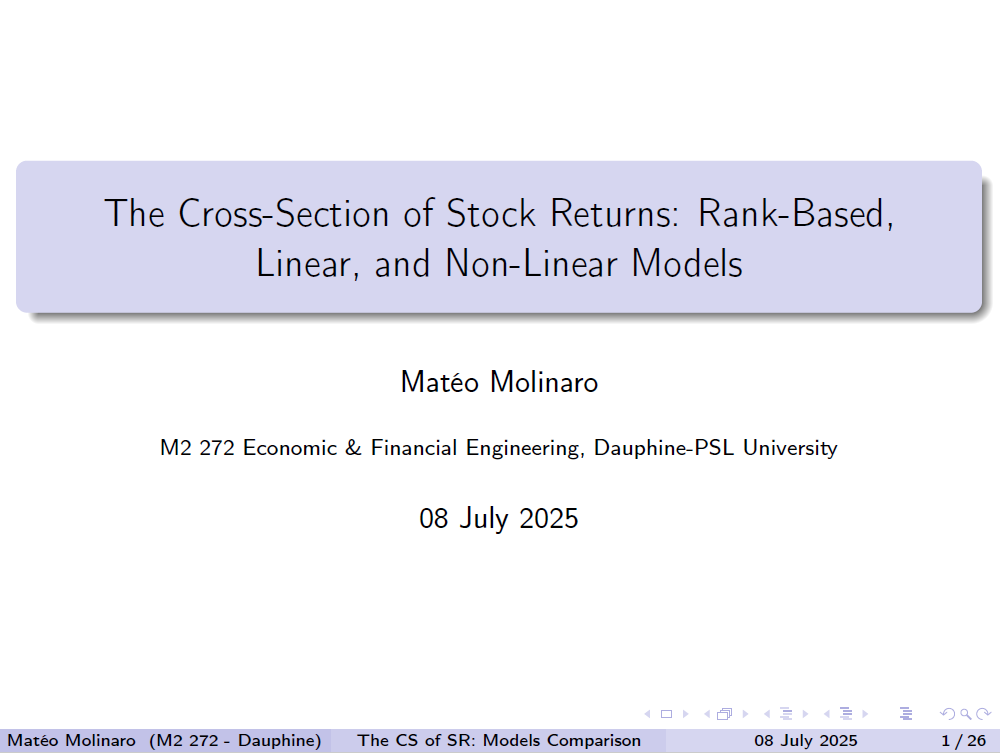 The Cross-Section of Stock Returns: Rank-Based,
Linear, and Non-Linear Models
Matéo Molinaro
M2 272 Economic & Financial Engineering, Dauphine-PSL University
08 July 2025
Matéo Molinaro (M2 272 - Dauphine) The CS of SR: Models Comparison 08 July 2025 1 / 26